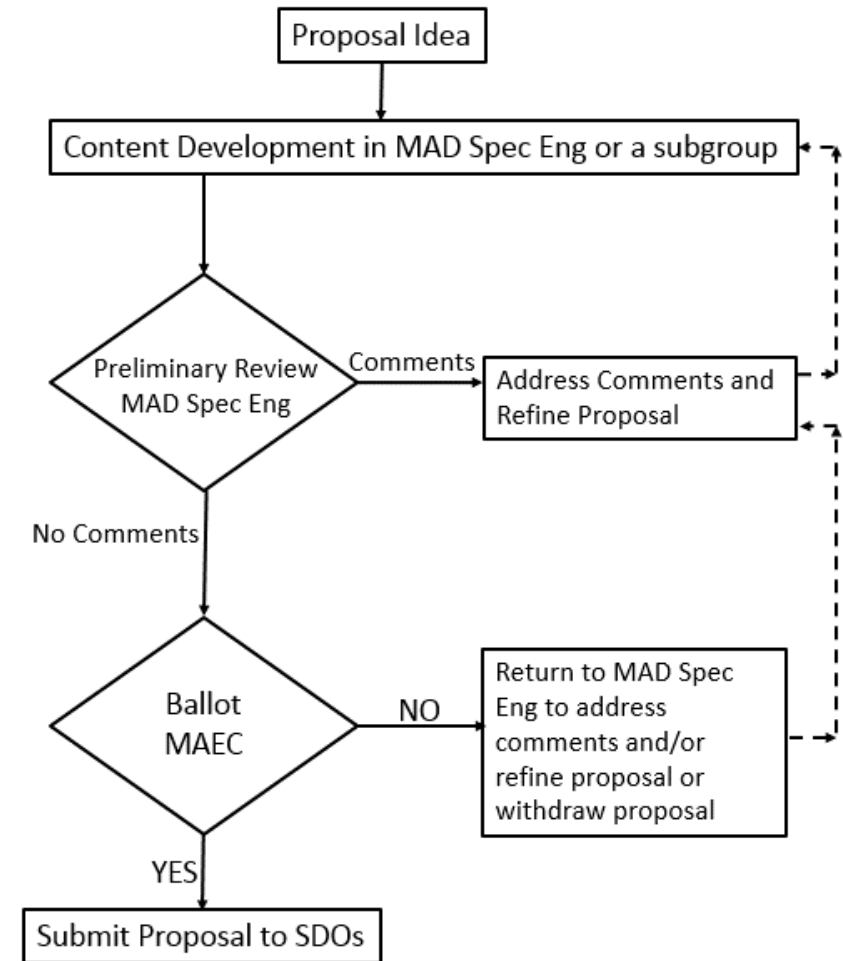 Proposal Idea
Content Development in MAD Spec Eng or a subgroup
Preliminary Review
MAD Spec Eng
Comments
Address Comments and
Refine Proposal
No Comments
Ballot
MAEC
NO
Return to MAD Spec
Eng to address
comments and/or
refine proposal or
withdraw proposal
YES
Submit Proposal to SDOs